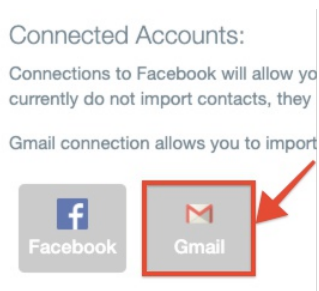 Connected Accounts:
Connections to Facebook will allow yo
currently do not import contacts, they
Gmail connection allows you to import
Facebook
Gmail